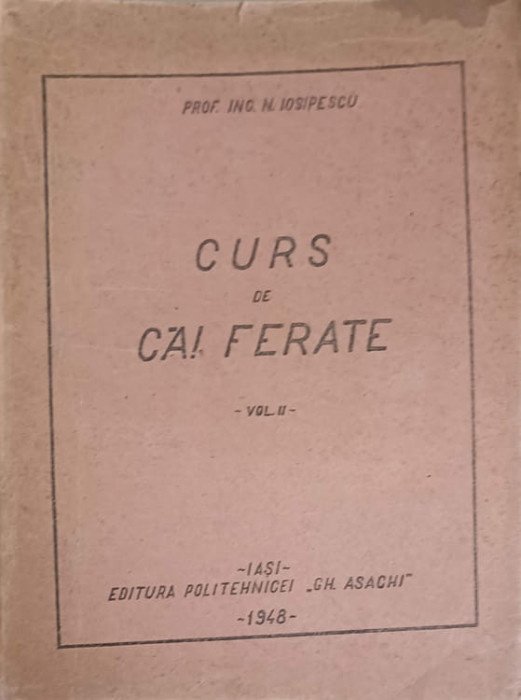 PROF. ING. N. IOSIPESCU
CURS
DE
CĂI FERATE
- VOL. II -
- IAȘI -
EDITURA POLITEHNICEI „GH. ASACHI”
- 1948 -